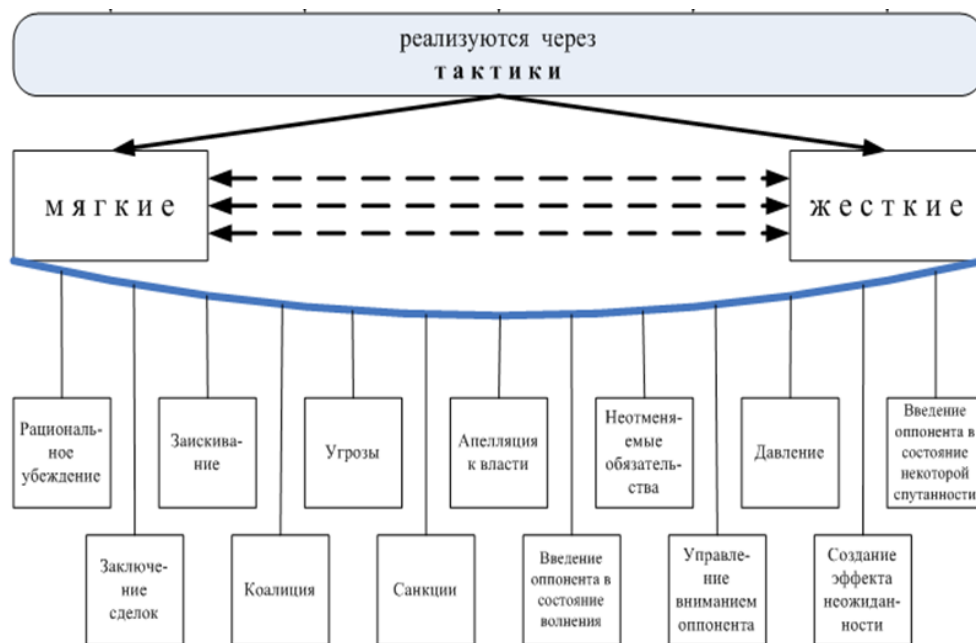 реализуются через
тактики
мягкие
жесткие
Рациональ-
ное
убеждение
Заискива-
ние
Угрозы
Апелляция
к власти
Неотменя-
емые
обязатель-
ства
Давление
Введение
оппонента в
состояние
некоторой
спутанности
Заключе-
ние
сделок
Коалиция
Санкции
Введение
оппонента в
состояние
волнения
Управле-
ние
вниманием
оппонента
Создание
эффекта
неожидан-
ности